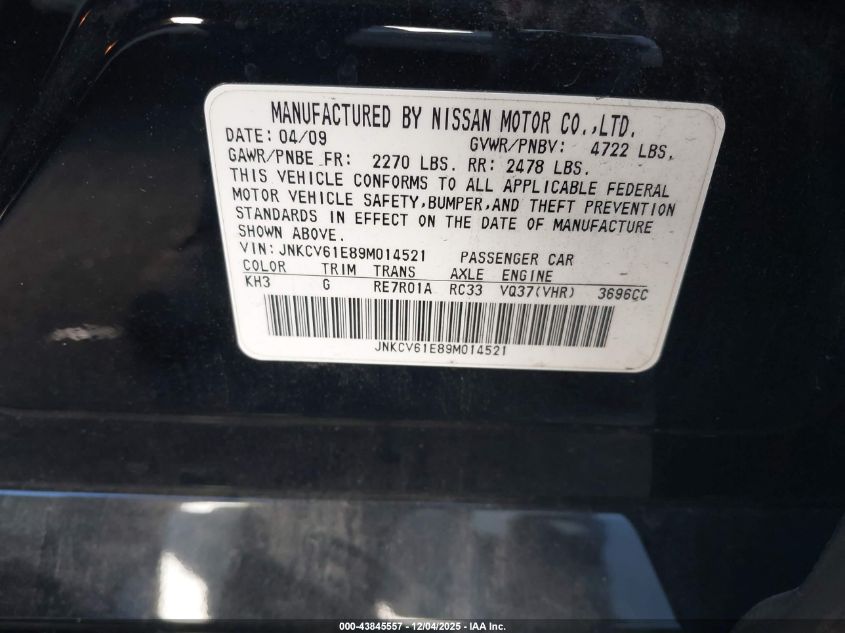 MANUFACTURED BY NISSAN MOTOR CO.,LTD.
DATE: 04/09 GVWR/PNBV: 4722 LBS.
GAWR/PNBE FR: 2270 LBS. RR: 2478 LBS.
THIS VEHICLE CONFORMS TO ALL APPLICABLE FEDERAL
MOTOR VEHICLE SAFETY,BUMPER,AND THEFT PREVENTION
STANDARDS IN EFFECT ON THE DATE OF MANUFACTURE
SHOWN ABOVE.
VIN: JNKCV61E89M014521 PASSENGER CAR
COLOR TRIM TRANS AXLE ENGINE
KH3 G RE7R01A RC33 VQ37(VHR) 3696CC
JNKCV61E89M014521
000-43845557 - 12/04/2025 - IAA Inc.